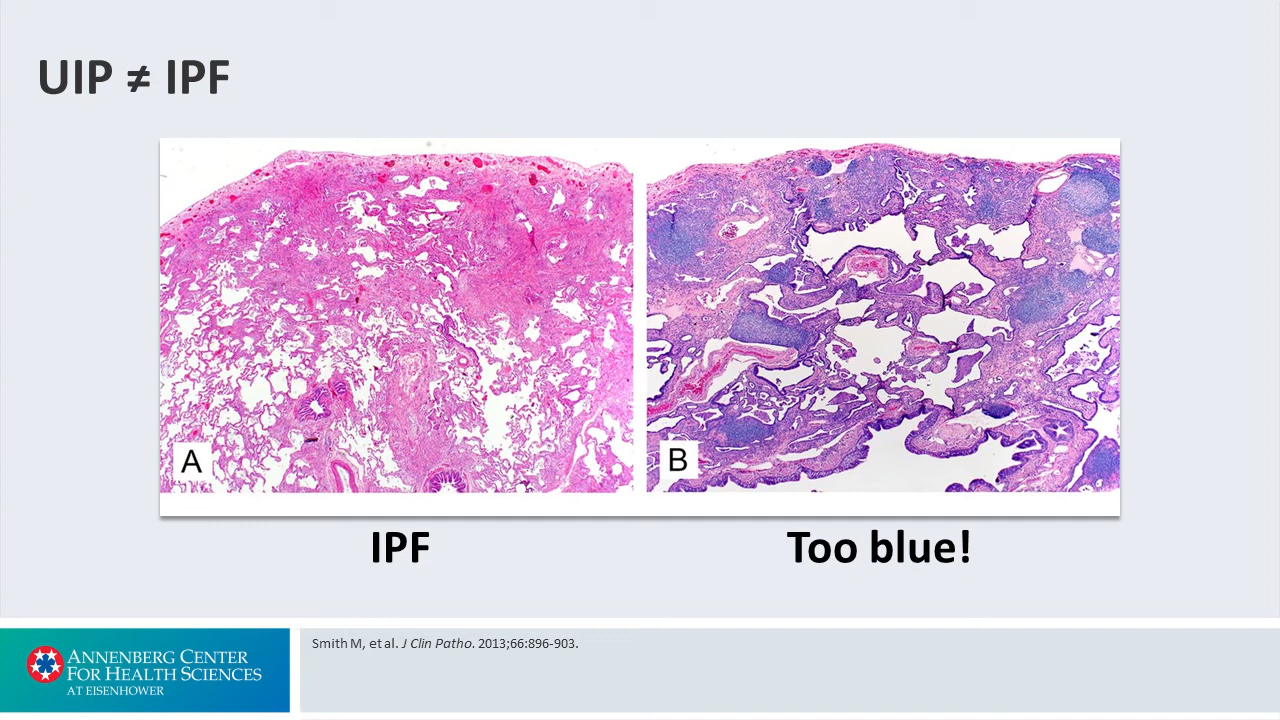 UIP ≠ IPF
A
B
IPF
Too blue!
Smith M, et al. J Clin Patho. 2013;66:896-903.
ANNENBERG CENTER
FOR HEALTH SCIENCES
AT EISENHOWER